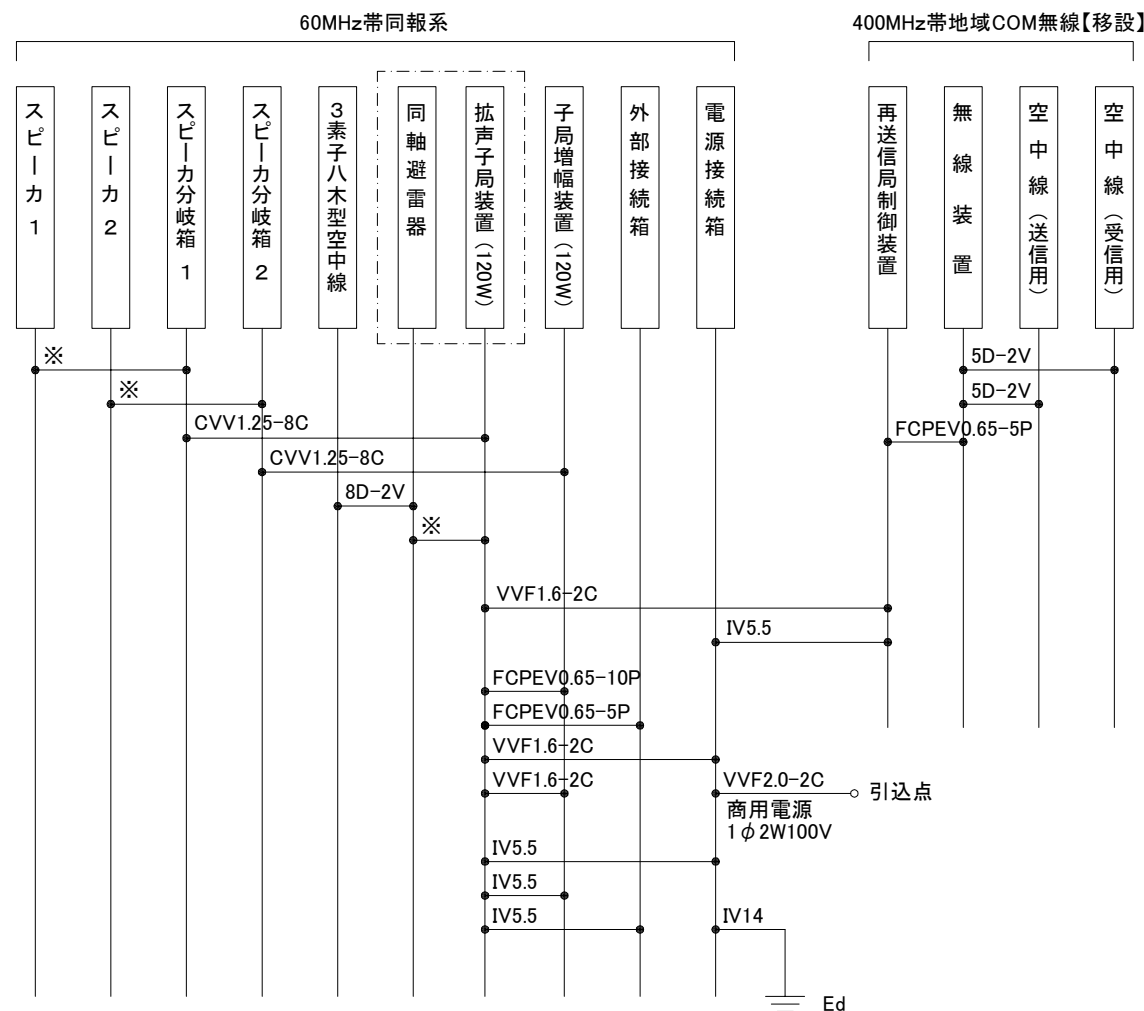 60MHz帯同報系
400MHz帯地域COM無線【移設】
スピーカ 1
スピーカ 2
スピーカ分岐箱 1
スピーカ分岐箱 2
3素子八木型空中線
同軸避雷器
拡声子局装置(120W)
子局増幅装置(120W)
外部接続箱
電源接続箱
再送信局制御装置
無線装置
空中線(送信用)
空中線(受信用)
※
5D-2V
※
5D-2V
CVV1.25-8C
FCPEV0.65-5P
CVV1.25-8C
8D-2V
※
VVF1.6-2C
IV5.5
FCPEV0.65-10P
FCPEV0.65-5P
VVF1.6-2C
VVF1.6-2C
VVF2.0-2C
引込点
商用電源
1φ2W100V
IV5.5
IV5.5
IV5.5
IV14
Ed